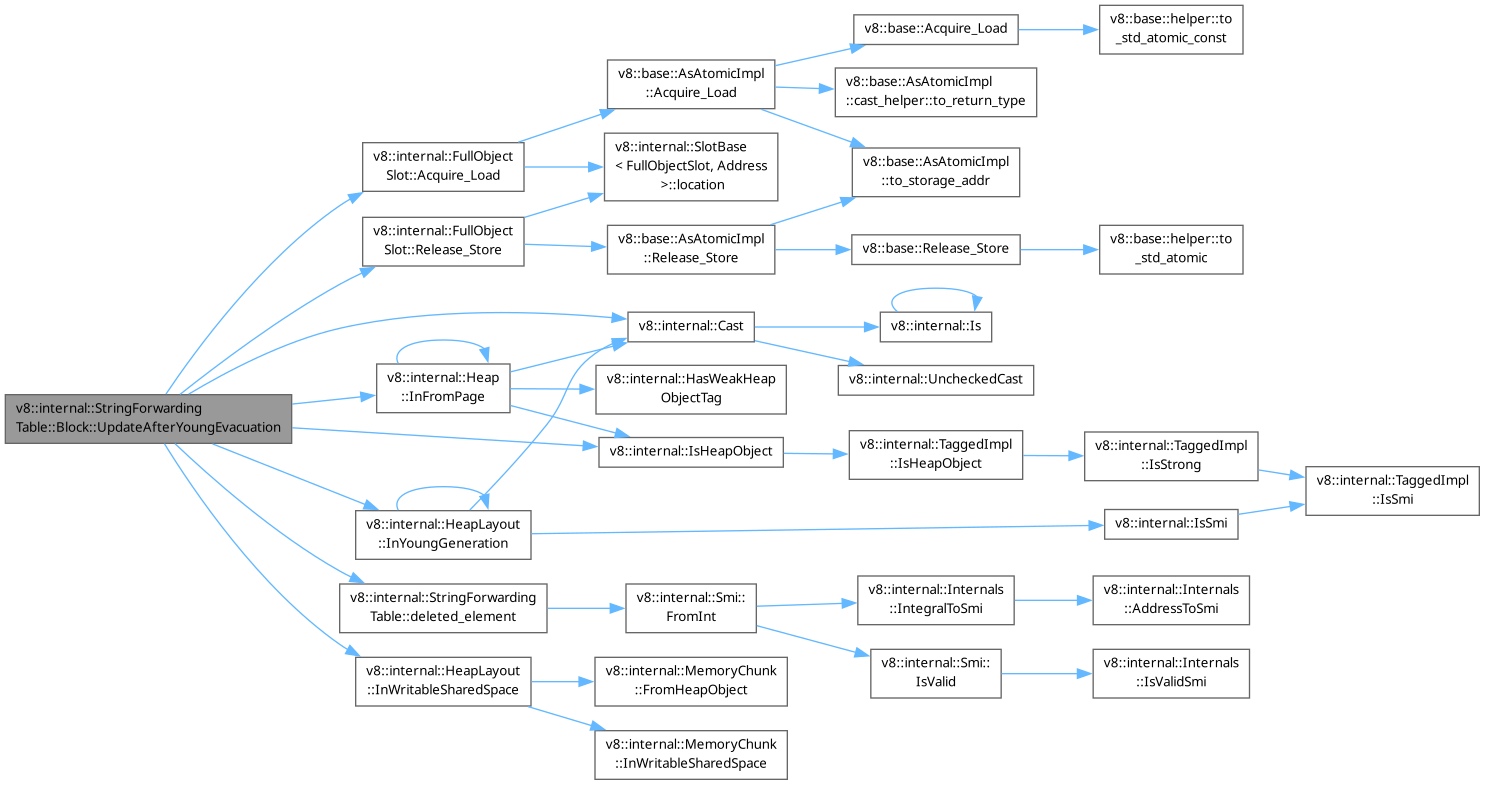 v8::internal::StringForwarding
Table::Block::UpdateAfterYoungEvacuation
v8::internal::FullObject
Slot::Acquire_Load
v8::internal::FullObject
Slot::Release_Store
v8::internal::Heap
::InFromPage
v8::internal::HeapLayout
::InYoungGeneration
v8::internal::StringForwarding
Table::deleted_element
v8::internal::HeapLayout
::InWritableSharedSpace
v8::base::AsAtomicImpl
::Acquire_Load
v8::internal::SlotBase
< FullObjectSlot, Address
>::location
v8::base::AsAtomicImpl
::Release_Store
v8::internal::Cast
v8::internal::HasWeakHeap
ObjectTag
v8::internal::IsHeapObject
v8::internal::Smi::
FromInt
v8::internal::MemoryChunk
::FromHeapObject
v8::internal::MemoryChunk
::InWritableSharedSpace
v8::base::Acquire_Load
v8::base::AsAtomicImpl
::cast_helper::to_return_type
v8::base::AsAtomicImpl
::to_storage_addr
v8::base::Release_Store
v8::internal::Is
v8::internal::UncheckedCast
v8::internal::TaggedImpl
::IsHeapObject
v8::internal::Internals
::IntegralToSmi
v8::internal::Smi::
IsValid
v8::base::helper::to
_std_atomic_const
v8::base::helper::to
_std_atomic
v8::internal::TaggedImpl
::IsStrong
v8::internal::IsSmi
v8::internal::Internals
::AddressToSmi
v8::internal::Internals
::IsValidSmi
v8::internal::TaggedImpl
::IsSmi